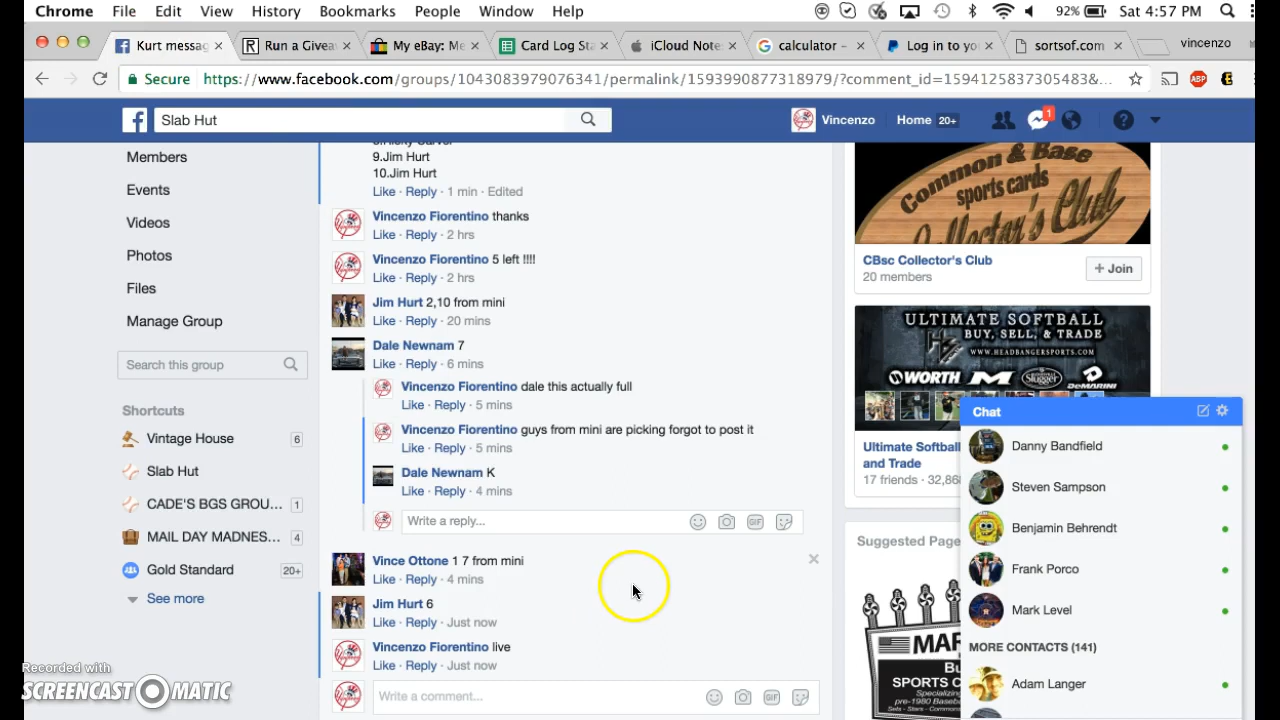 Chrome File Edit View History Bookmarks People Window Help 92% Sat 4:57 PM
Kurt messag Run a Giveav My eBay: Me Card Log Sta iCloud Note calculator - Log in to yo sortsof.com vincenzo
Secure https://www.facebook.com/groups/1043083979076341/permalink/1593990877318979/?comment_id=1594125837305483&...
Slab Hut
Vincenzo Home 20+ 1
Members
Events
Videos
Photos
Files
Manage Group
Search this group
Shortcuts
Vintage House 6
Slab Hut
CADE'S BGS GROU... 1
MAIL DAY MADNES... 4
Gold Standard 20+
See more
9.Jim Hurt
10.Jim Hurt
Like · Reply · 1 min · Edited
Vincenzo Fiorentino thanks
Like · Reply · 2 hrs
Vincenzo Fiorentino 5 left !!!!
Like · Reply · 2 hrs
Jim Hurt 2,10 from mini
Like · Reply · 20 mins
Dale Newnam 7
Like · Reply · 6 mins
Vincenzo Fiorentino dale this actually full
Like · Reply · 5 mins
Vincenzo Fiorentino guys from mini are picking forgot to post it
Like · Reply · 5 mins
Dale Newnam K
Like · Reply · 4 mins
Write a reply...
Vince Ottone 1 7 from mini
Like · Reply · 4 mins
Jim Hurt 6
Like · Reply · Just now
Vincenzo Fiorentino live
Like · Reply · Just now
Write a comment...
Common & Base
sports cards
Collector's Club
CBsc Collector's Club
20 members
+ Join
ULTIMATE SOFTBALL
BUY, SELL, & TRADE
WWW.HEADBANGERSPORTS.COM
WORTH Slugger DeMARINI
Ultimate Softball
and Trade
17 friends · 32,86
Suggested Page
MAR
SPORTS C
Specializing
pre-1980 Baseb
Chat
Danny Bandfield
Steven Sampson
Benjamin Behrendt
Frank Porco
Mark Level
MORE CONTACTS (141)
Adam Langer
Recorded with
SCREENCAST MATIC